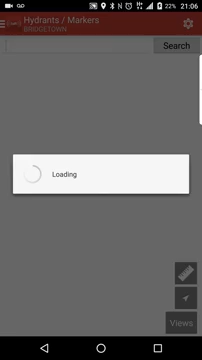 22% 21:06
Hydrants / Markers
BRIDGETOWN
Search
Loading
Views